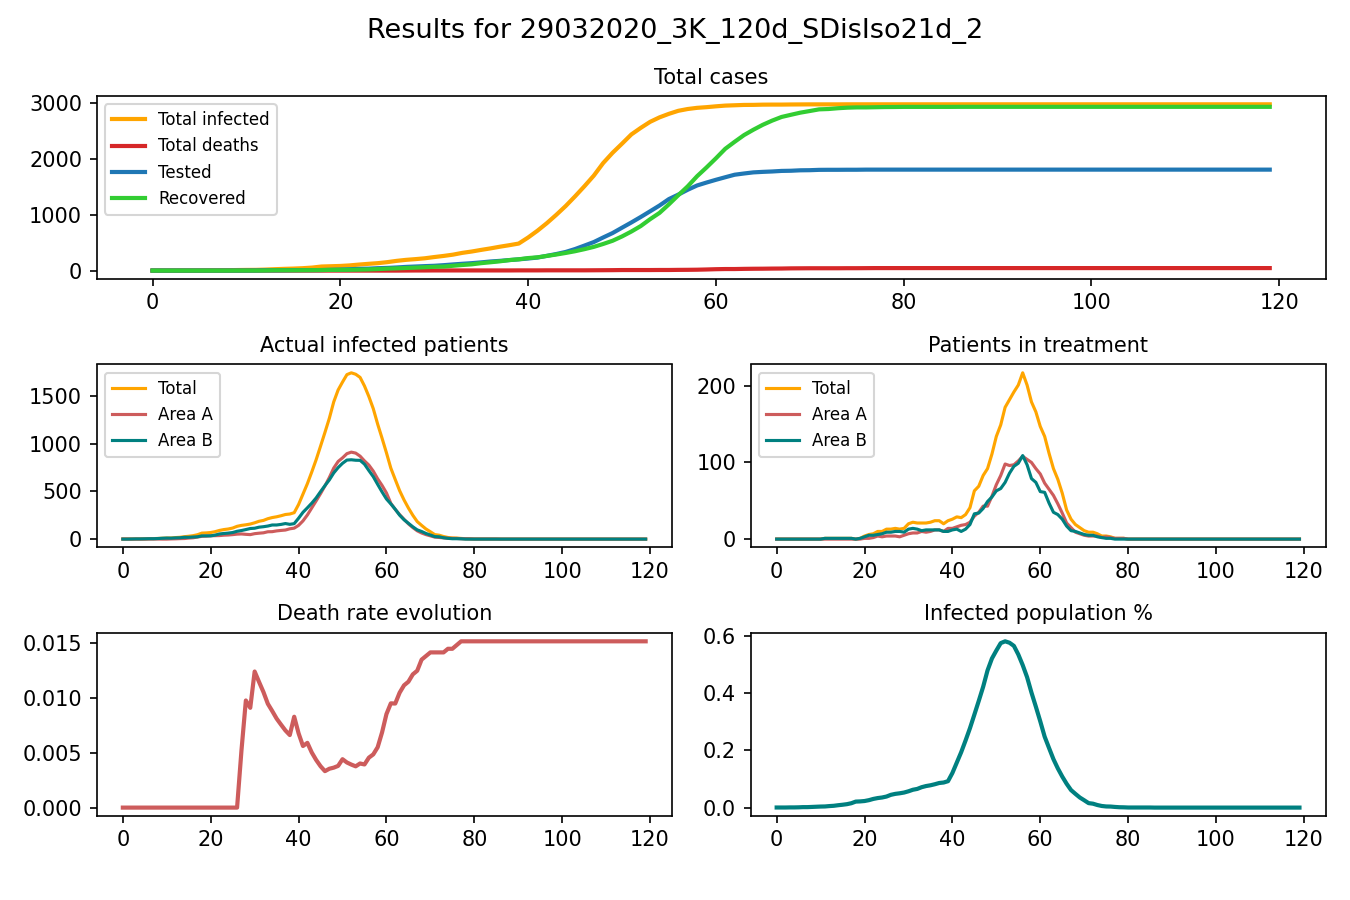 Results for 29032020_3K_120d_SDisIso21d_2
Total cases
3000
2000
1000
0
Total infected
Total deaths
Tested
Recovered
0 20 40 60 80 100 120
Actual infected patients
1500
1000
500
0
Total
Area A
Area B
0 20 40 60 80 100 120
Patients in treatment
200
100
0
Total
Area A
Area B
0 20 40 60 80 100 120
Death rate evolution
0.015
0.010
0.005
0.000
0 20 40 60 80 100 120
Infected population %
0.6
0.4
0.2
0.0
0 20 40 60 80 100 120